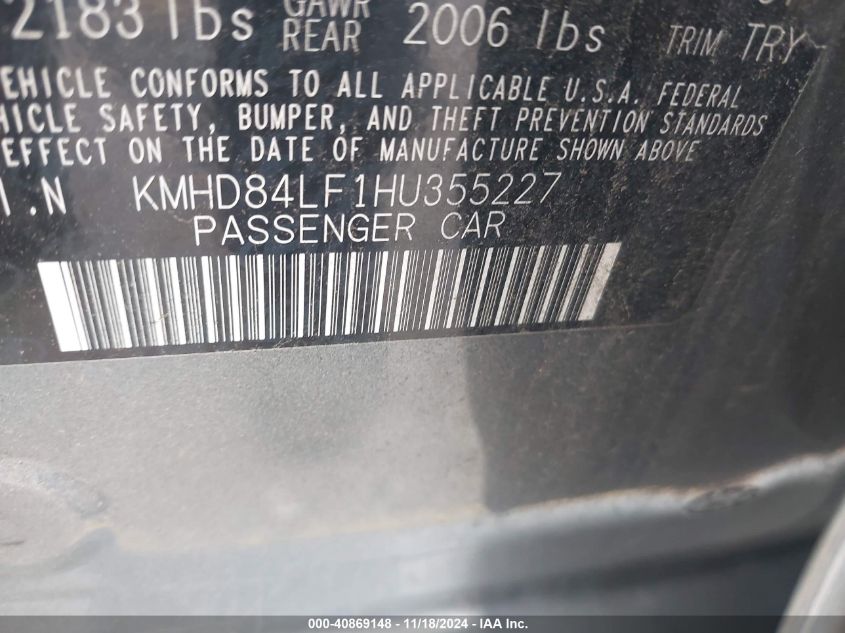 2183 lbs GAWR REAR 2006 lbs TRIM TRY
VEHICLE CONFORMS TO ALL APPLICABLE U.S.A. FEDERAL
HICLE SAFETY, BUMPER, AND THEFT PREVENTION STANDARDS
EFFECT ON THE DATE OF MANUFACTURE SHOWN ABOVE
I.N KMHD84LF1HU355227
PASSENGER CAR
000-40869148 - 11/18/2024 - IAA Inc.